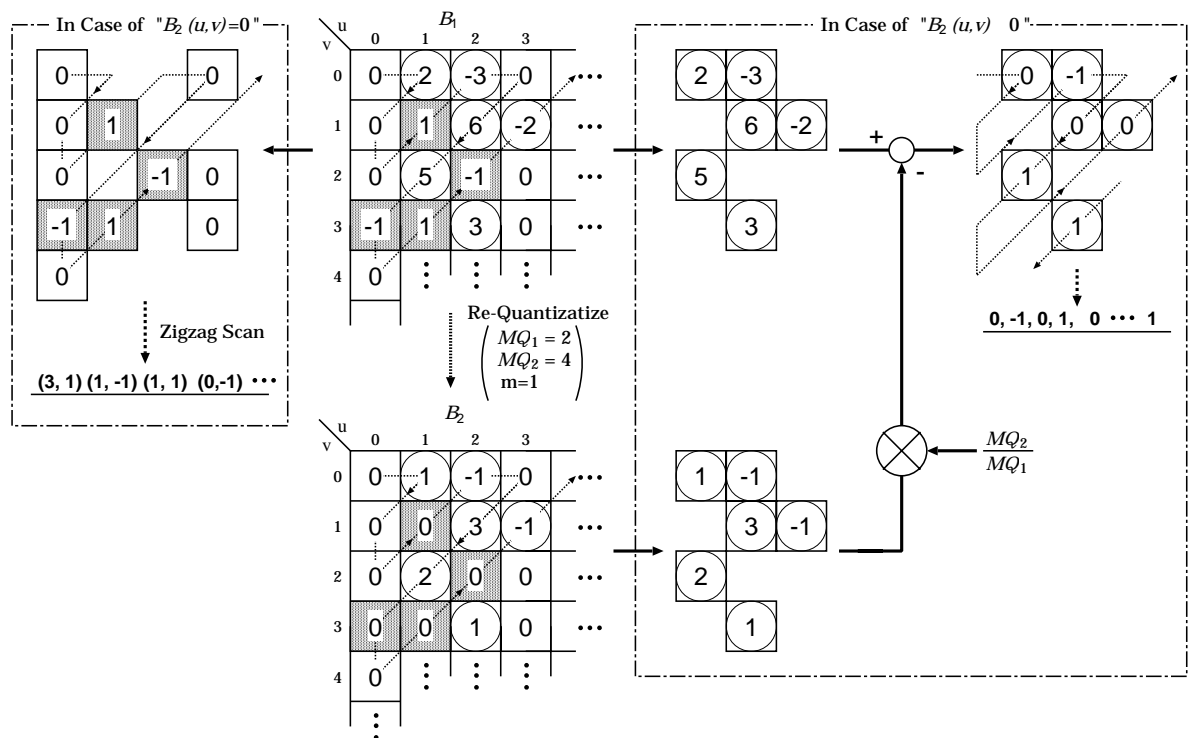 In Case of "B2 (u,v)=0"
0 0
0 1
0 -1 0
-1 1 0
0
Zigzag Scan
(3, 1) (1, -1) (1, 1) (0,-1) •••
B1
u
v 0 1 2 3
0 0 2 -3 0 •••
1 0 1 6 -2 •••
2 0 5 -1 0 •••
3 -1 1 3 0 •••
4 0
Re-Quantizatize
MQ1 = 2
MQ2 = 4
m=1
B2
u
v 0 1 2 3
0 0 1 -1 0 •••
1 0 0 3 -1 •••
2 0 2 0 0 •••
3 0 0 1 0 •••
4 0
In Case of "B2 (u,v) 0"
2 -3
6 -2
5
3
+
-
0 -1
0 0
1
1
0, -1, 0, 1, 0 ••• 1
MQ2
MQ1
1 -1
3 -1
2
1